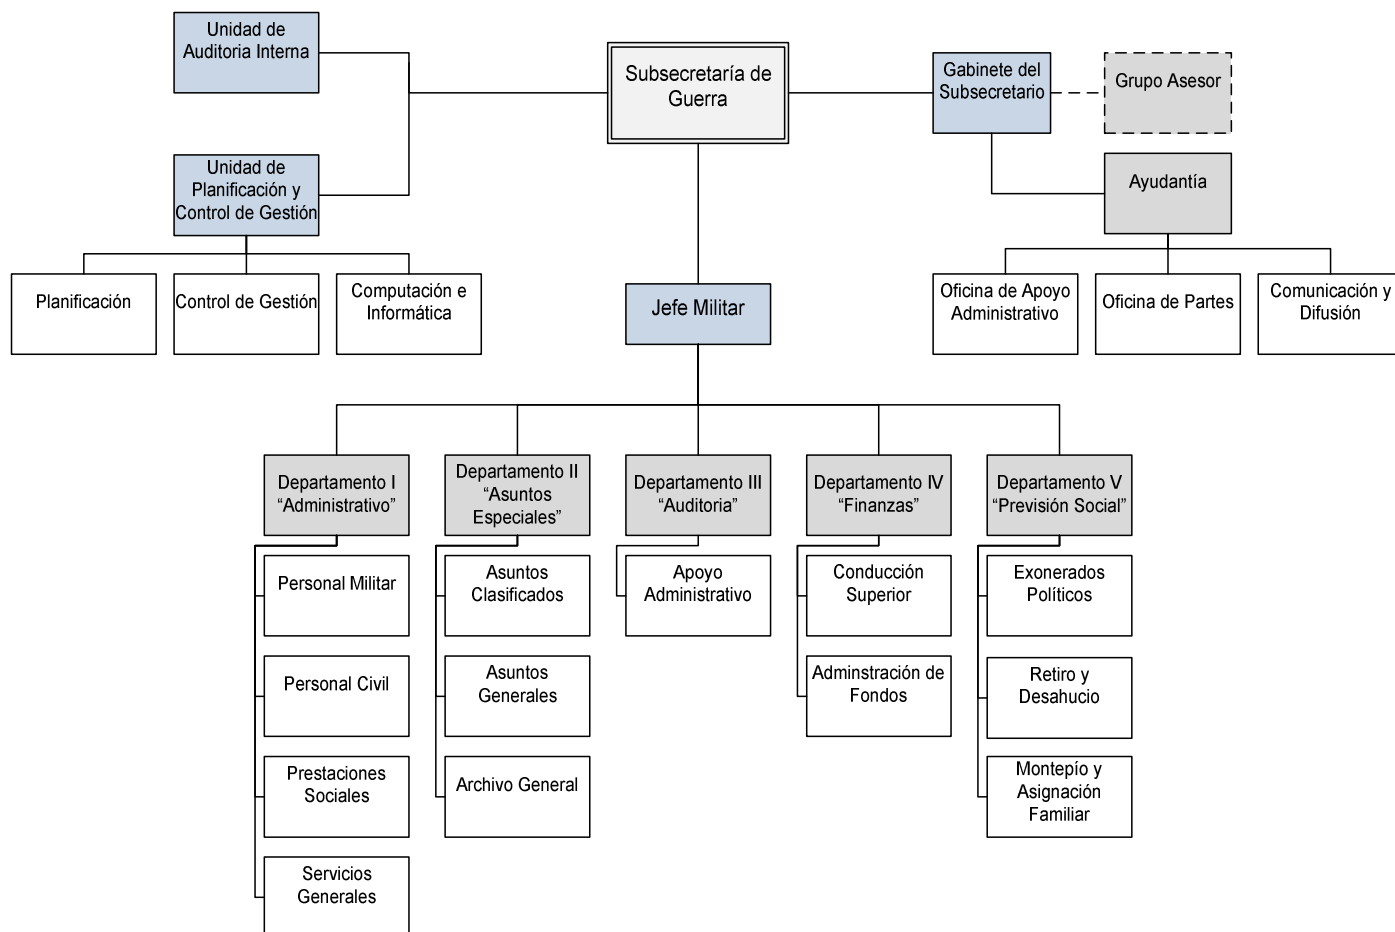 Unidad de
Auditoria Interna
Subsecretaría de
Guerra
Gabinete del
Subsecretario
Grupo Asesor
Unidad de
Planificación y
Control de Gestión
Ayudantía
Planificación
Control de Gestión
Computación e
Informática
Jefe Militar
Oficina de Apoyo
Administrativo
Oficina de Partes
Comunicación y
Difusión
Departamento I
“Administrativo”
Departamento II
“Asuntos
Especiales”
Departamento III
“Auditoria”
Departamento IV
“Finanzas”
Departamento V
“Previsión Social”
Personal Militar
Asuntos
Clasificados
Apoyo
Administrativo
Conducción
Superior
Exonerados
Políticos
Personal Civil
Asuntos
Generales
Adminstración de
Fondos
Retiro y
Desahucio
Prestaciones
Sociales
Archivo General
Montepío y
Asignación
Familiar
Servicios
Generales